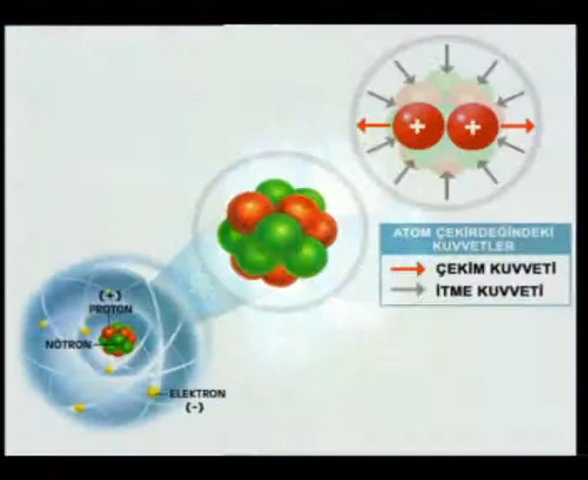 + +
ATOM ÇEKİRDEĞİNDEKİ
KUVVETLER
ÇEKİM KUVVETİ
İTME KUVVETİ
(+)
PROTON
NÖTRON
ELEKTRON
(-)